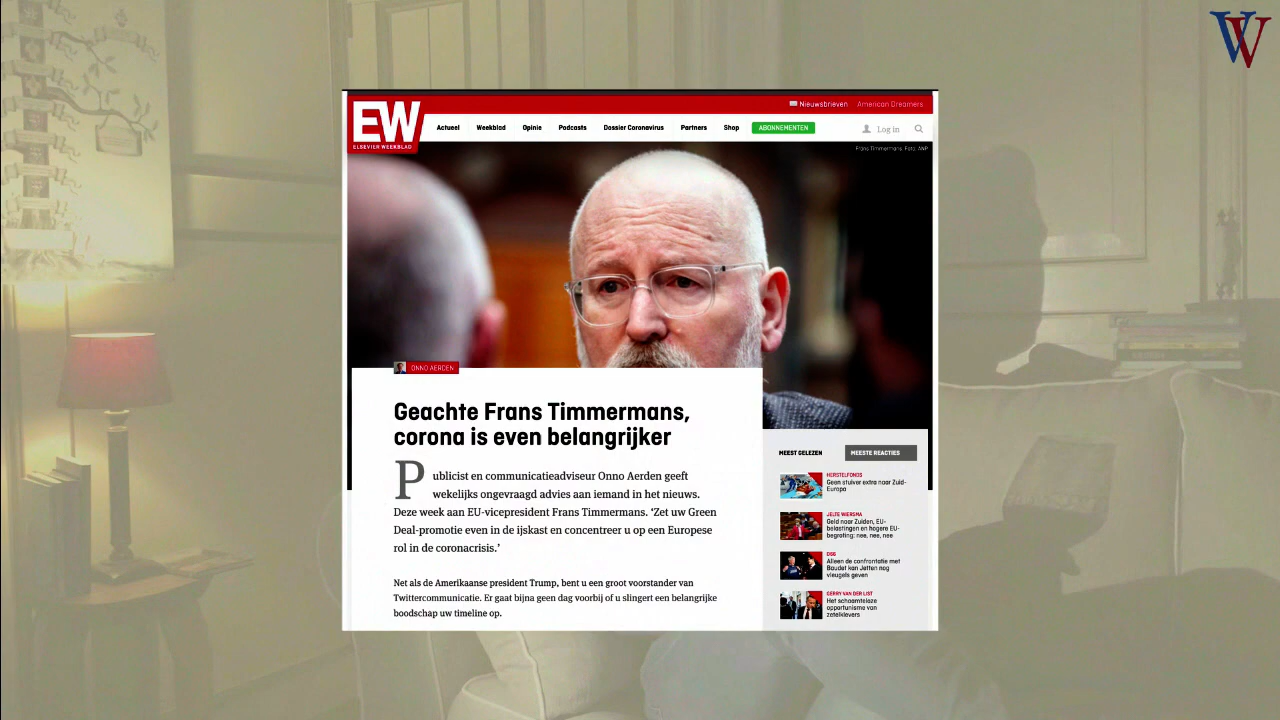 W
Nieuwsbrieven American Dreamers
EW
ELSEVIER WEEKBLAD
Actueel Weekblad Opinie Podcasts Dossier Coronavirus Partners Shop ABONNEMENTEN Log in
Frans Timmermans. Foto: ANP
ONNO AERDEN
Geachte Frans Timmermans,
corona is even belangrijker
Publicist en communicatieadviseur Onno Aerden geeft
wekelijks ongevraagd advies aan iemand in het nieuws.
Deze week aan EU-vicepresident Frans Timmermans. ‘Zet uw Green
Deal-promotie even in de ijskast en concentreer u op een Europese
rol in de coronacrisis.’
Net als de Amerikaanse president Trump, bent u een groot voorstander van
Twittercommunicatie. Er gaat bijna geen dag voorbij of u slingert een belangrijke
boodschap uw timeline op.
MEEST GELEZEN MEESTE REACTIES
HERSTELFONDS
Geen stuiver extra naar Zuid-
Europa
JELTE WIERSMA
Geld naar Zuiden, EU-
belastingen en hogere EU-
begroting: nee, nee, nee
D66
Alleen de confrontatie met
Baudet kan Jetten nog
vleugels geven
GERRY VAN DER LIST
Het schaamteloze
opportunisme van
zetelklevers